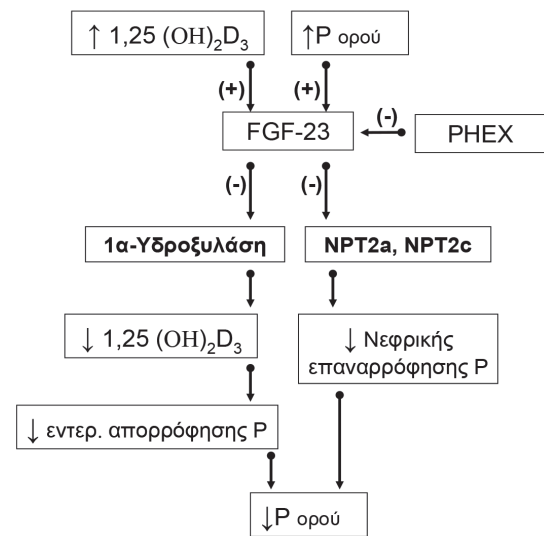 ↑ 1,25 (OH)₂D₃
↑P ορού
(+)
(+)
FGF-23
(-)
PHEX
(-)
(-)
1α-Υδροξυλάση
NPT2a, NPT2c
↓ 1,25 (OH)₂D₃
↓ Νεφρικής
επαναρρόφησης P
↓ εντερ. απορρόφησης P
↓P ορού